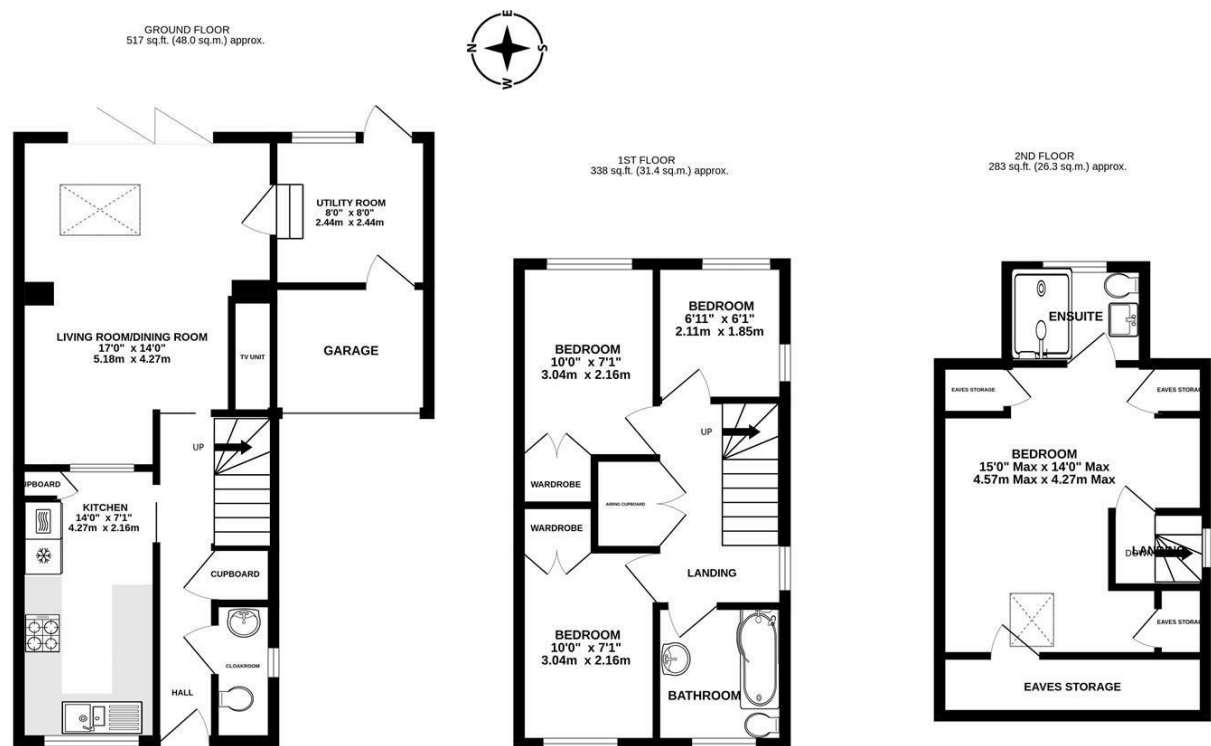 GROUND FLOOR
517 sq.ft. (48.0 sq.m.) approx.
E
N
S
W
1ST FLOOR
338 sq.ft. (31.4 sq.m.) approx.
2ND FLOOR
283 sq.ft. (26.3 sq.m.) approx.
UTILITY ROOM
8'0" x 8'0"
2.44m x 2.44m
LIVING ROOM/DINING ROOM
17'0" x 14'0"
5.18m x 4.27m
TV UNIT
GARAGE
UP
UPBOARD
KITCHEN
14'0" x 7'1"
4.27m x 2.16m
CUPBOARD
CLOAKROOM
HALL
BEDROOM
6'11" x 6'1"
2.11m x 1.85m
BEDROOM
10'0" x 7'1"
3.04m x 2.16m
UP
WARDROBE
AIRING CUPBOARD
WARDROBE
LANDING
BEDROOM
10'0" x 7'1"
3.04m x 2.16m
BATHROOM
ENSUITE
EAVES STORAGE
EAVES STORAG
BEDROOM
15'0" Max x 14'0" Max
4.57m Max x 4.27m Max
DOWN
LANDING
EAVES STORAG
EAVES STORAGE